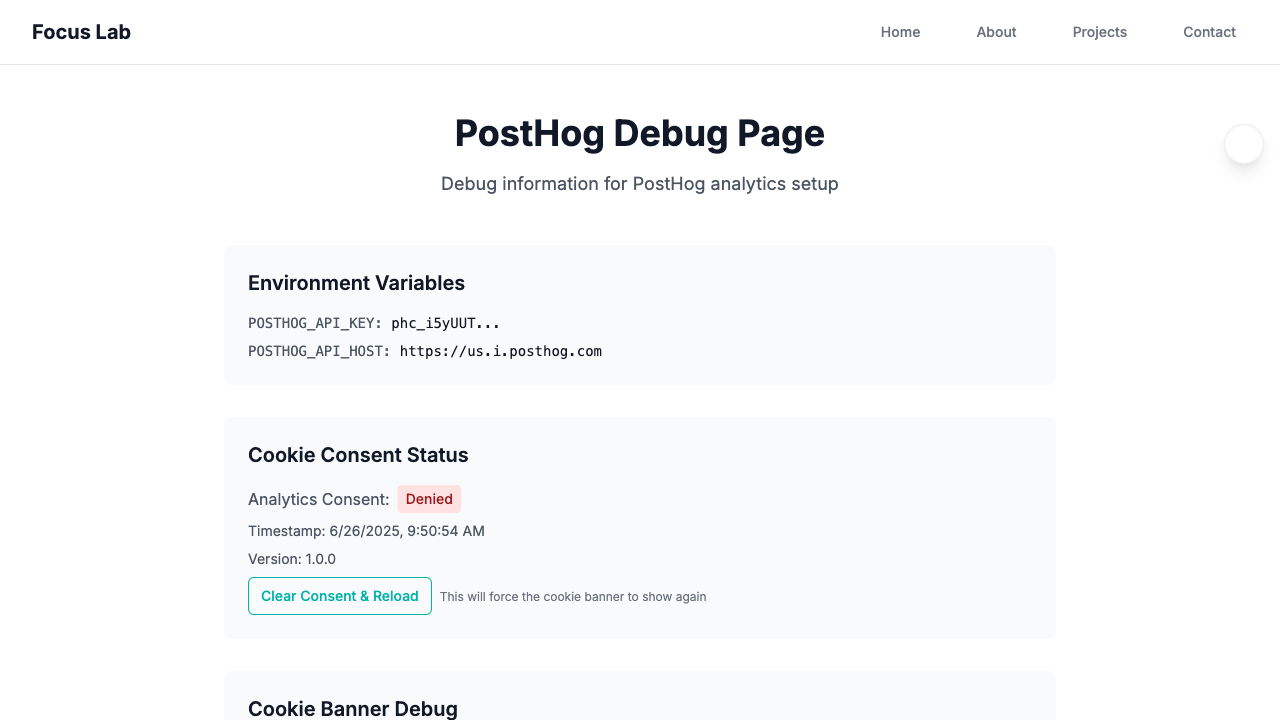 Focus Lab
Home
About
Projects
Contact
PostHog Debug Page
Debug information for PostHog analytics setup
Environment Variables
POSTHOG_API_KEY: phc_i5yUUT...
POSTHOG_API_HOST: https://us.i.posthog.com
Cookie Consent Status
Analytics Consent: Denied
Timestamp: 6/26/2025, 9:50:54 AM
Version: 1.0.0
Clear Consent & Reload This will force the cookie banner to show again
Cookie Banner Debug